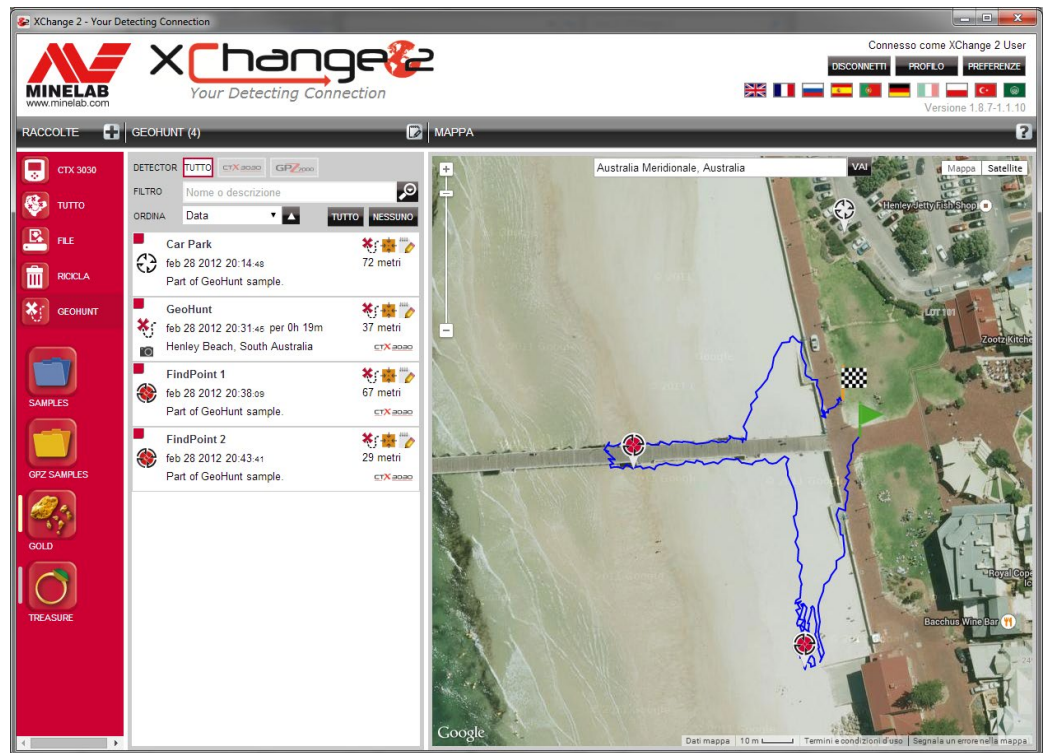 XChange 2 - Your Detecting Connection
MINELAB
www.minelab.com
XChange 2
Your Detecting Connection
Connesso come XChange 2 User
DISCONNETTI PROFILO PREFERENZE
Versione 1.8.7-1.1.10
RACCOLTE
GEOHUNT (4)
MAPPA
?
CTX 3030
TUTTO
FILE
RICICLA
GEOHUNT
SAMPLES
GPZ SAMPLES
GOLD
TREASURE
DETECTOR TUTTO CTX 3030 GPZ 7000
FILTRO Nome o descrizione
ORDINA Data TUTTO NESSUNO
Car Park
feb 28 2012 20:14:48 72 metri
Part of GeoHunt sample.
GeoHunt
feb 28 2012 20:31:46 per 0h 19m 37 metri
Henley Beach, South Australia CTX 3030
FindPoint 1
feb 28 2012 20:38:09 67 metri
Part of GeoHunt sample. CTX 3030
FindPoint 2
feb 28 2012 20:43:41 29 metri
Part of GeoHunt sample. CTX 3030
Australia Meridionale, Australia VAI
Mappa Satellite
Henley Jetty Fish Shop
LOT 101
Zootz Kitche
Royal Cope
Bacchus Wine Bar
Google
Dati mappa 10 m Termini e condizioni d'uso Segnala un errore nella mappa